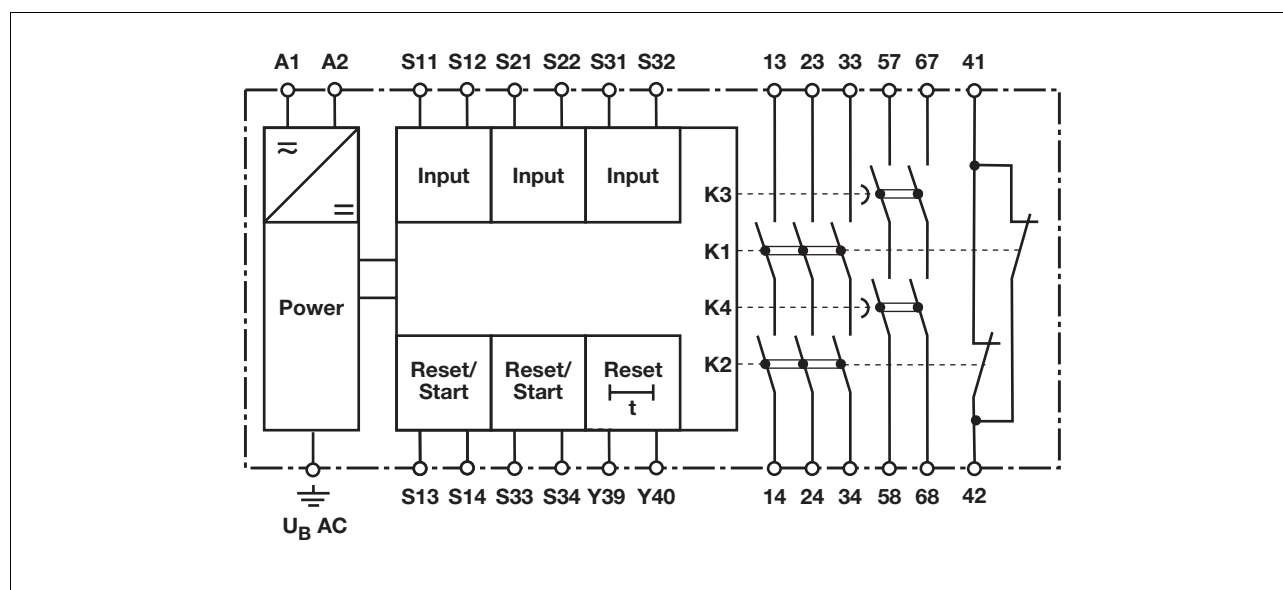 A1 A2 S11 S12 S21 S22 S31 S32 13 23 33 57 67 41
Input Input Input
K3
K1
Power
K4
K2
Reset/ Reset/ Reset
Start Start t
S13 S14 S33 S34 Y39 Y40 14 24 34 58 68 42
UB AC